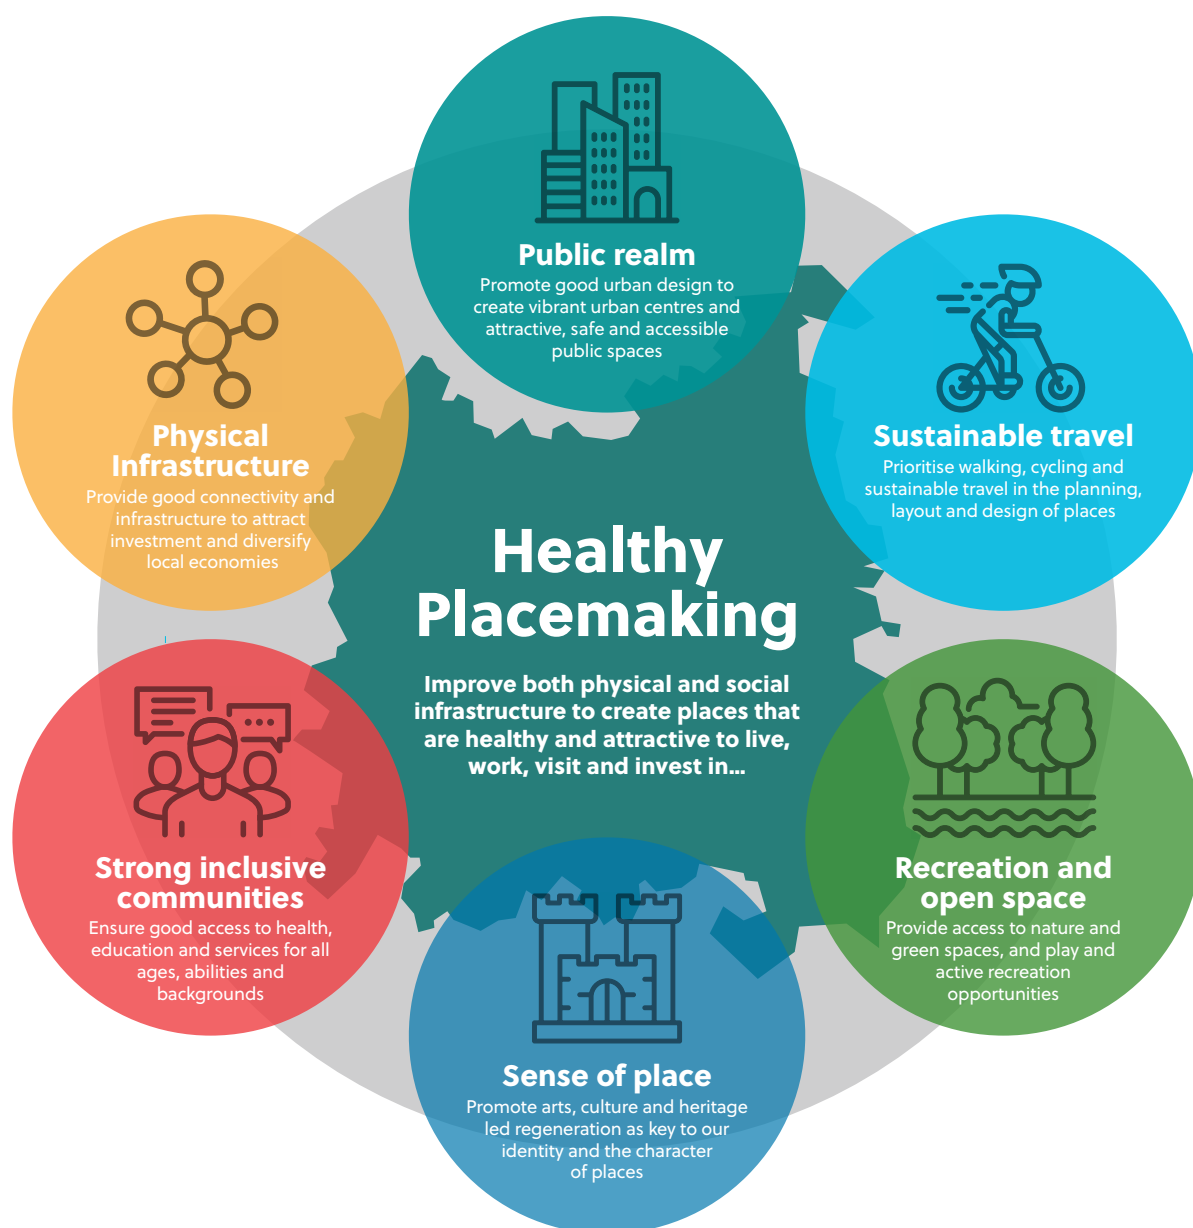 Public realm
Promote good urban design to
create vibrant urban centres and
attractive, safe and accessible
public spaces
Physical
Infrastructure
Provide good connectivity and
infrastructure to attract
investment and diversify
local economies
Sustainable travel
Prioritise walking, cycling and
sustainable travel in the planning,
layout and design of places
Healthy
Placemaking
Improve both physical and social
infrastructure to create places that
are healthy and attractive to live,
work, visit and invest in...
Strong inclusive
communities
Ensure good access to health,
education and services for all
ages, abilities and
backgrounds
Recreation and
open space
Provide access to nature and
green spaces, and play and
active recreation
opportunities
Sense of place
Promote arts, culture and heritage
led regeneration as key to our
identity and the character
of places